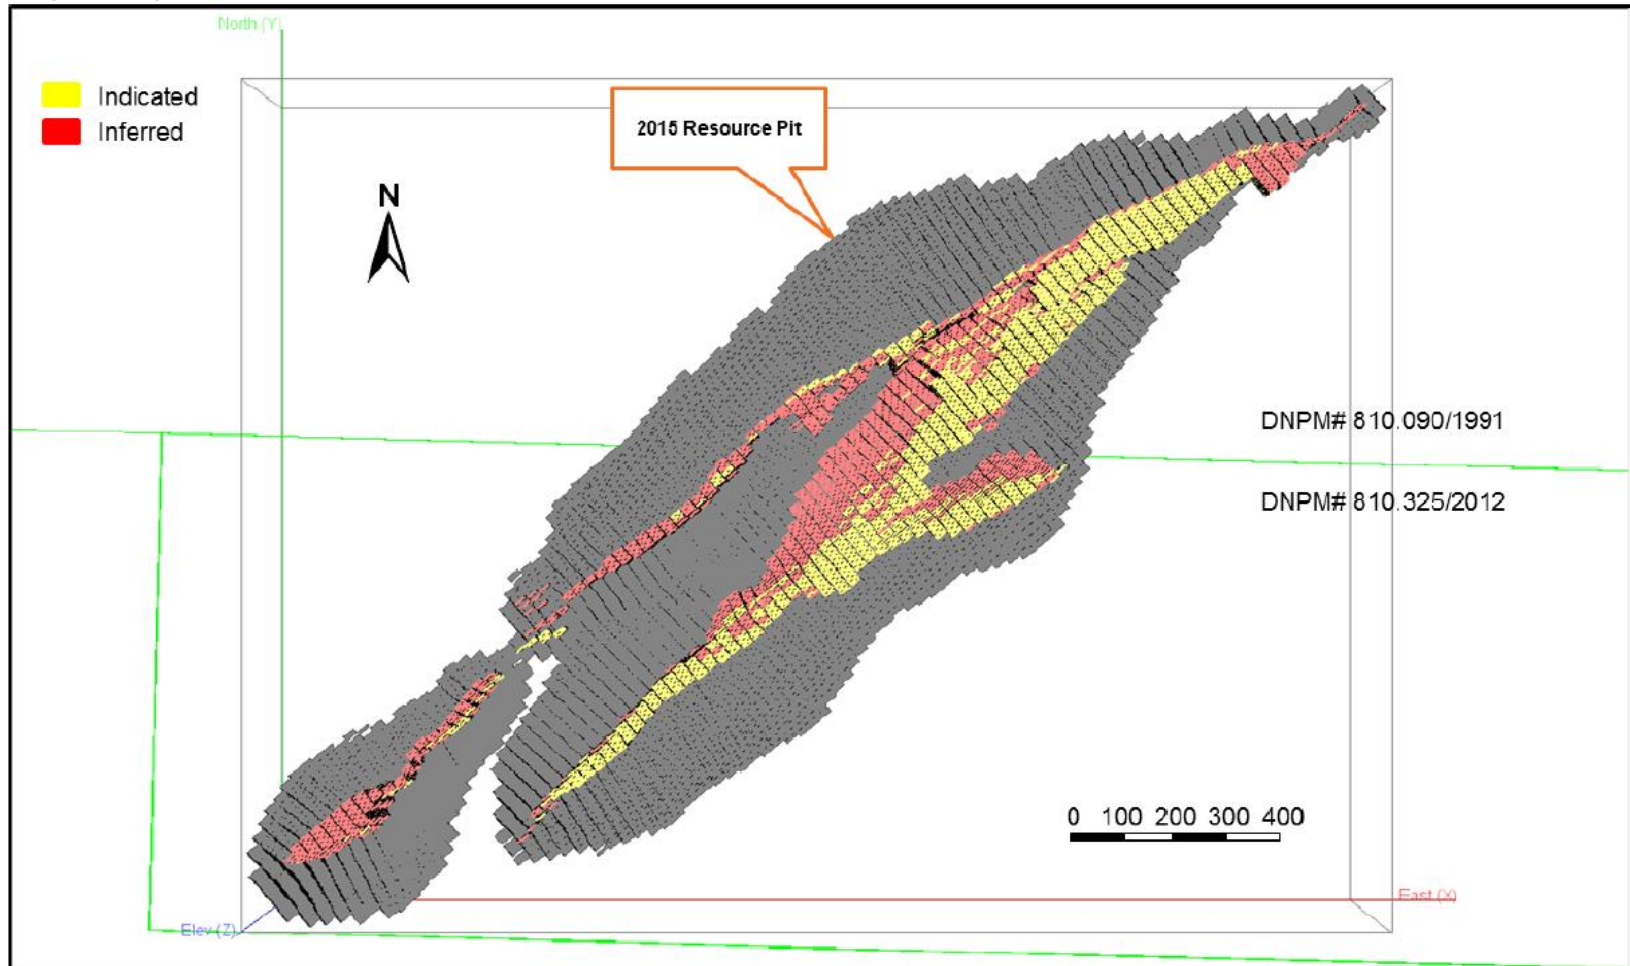 North (Y)
Indicated
Inferred
2015 Resource Pit
N
DNPM# 810.090/1991
DNPM# 810.325/2012
0 100 200 300 400
East (X)
Elev (Z)